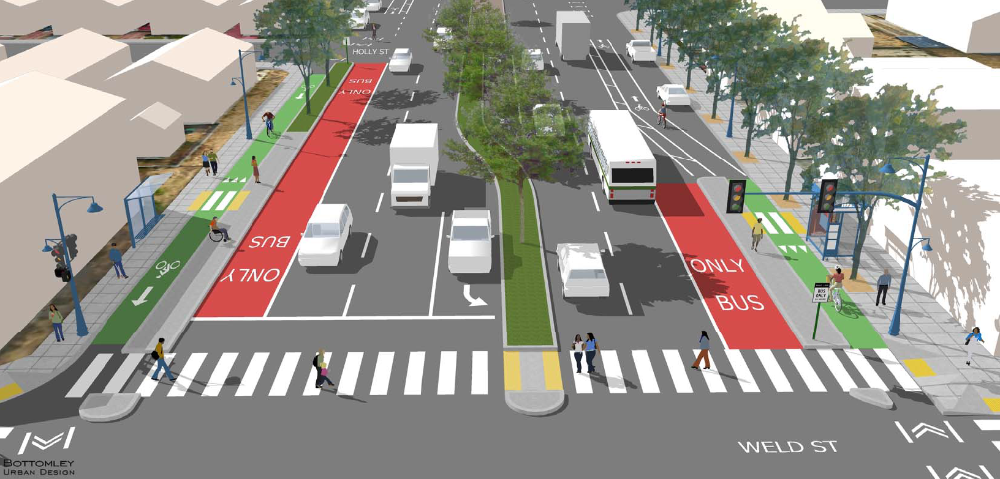 HOLLY ST
BUS
ONLY
BUS
ONLY
ONLY
BUS
BUS
ONLY
WELD ST
BOTTOMLEY
URBAN DESIGN